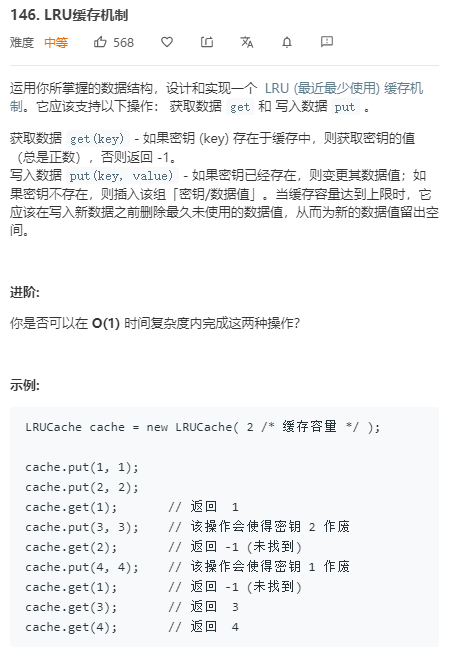 146. LRU缓存机制
难度 中等 568
运用你所掌握的数据结构，设计和实现一个 LRU (最近最少使用) 缓存机
制。它应该支持以下操作： 获取数据 get 和 写入数据 put 。
获取数据 get(key) - 如果密钥 (key) 存在于缓存中，则获取密钥的值
（总是正数），否则返回 -1。
写入数据 put(key, value) - 如果密钥已经存在，则变更其数据值；如
果密钥不存在，则插入该组「密钥/数据值」。当缓存容量达到上限时，它
应该在写入新数据之前删除最久未使用的数据值，从而为新的数据值留出空
间。
进阶:
你是否可以在 O(1) 时间复杂度内完成这两种操作？
示例:
LRUCache cache = new LRUCache( 2 /* 缓存容量 */ );
cache.put(1, 1);
cache.put(2, 2);
cache.get(1);       // 返回  1
cache.put(3, 3);    // 该操作会使得密钥 2 作废
cache.get(2);       // 返回 -1 (未找到)
cache.put(4, 4);    // 该操作会使得密钥 1 作废
cache.get(1);       // 返回 -1 (未找到)
cache.get(3);       // 返回  3
cache.get(4);       // 返回  4